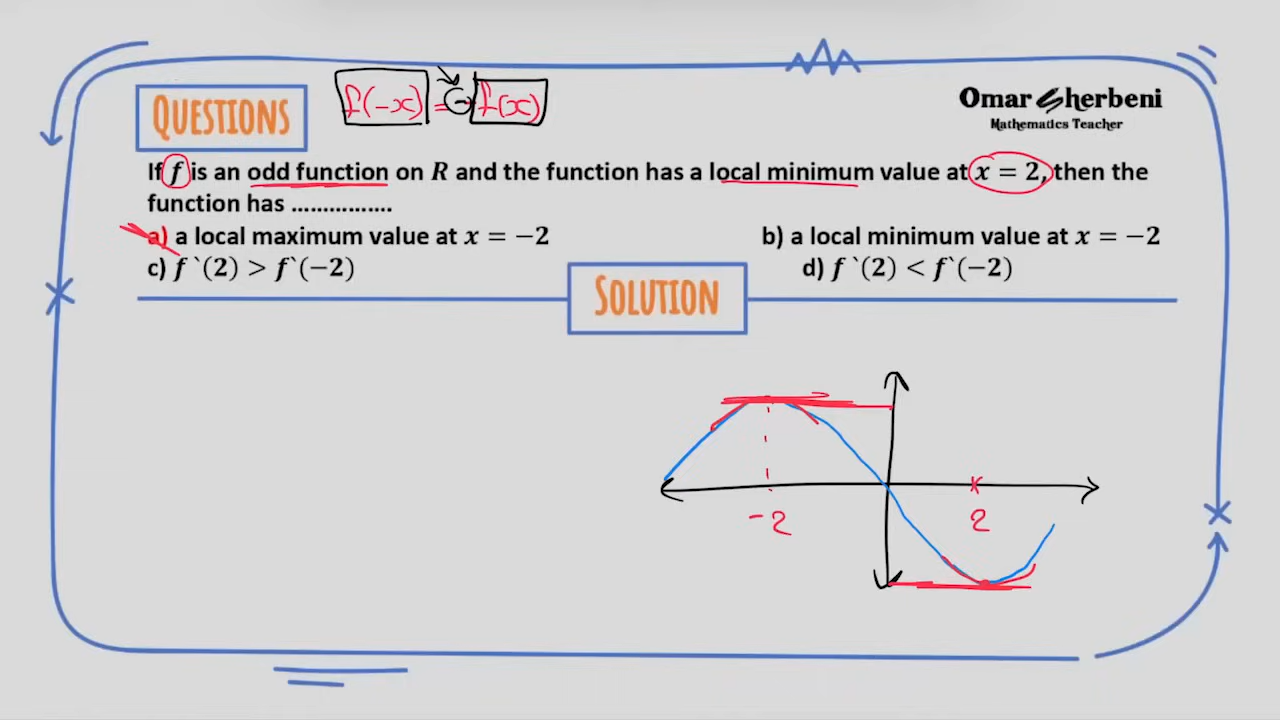 QUESTIONS
f(-x) = - f(x)
Omar Sherbeni
Mathematics Teacher
If f is an odd function on R and the function has a local minimum value at x = 2, then the
function has ................
a) a local maximum value at x = −2
b) a local minimum value at x = −2
c) f `(2) > f`(−2)
d) f `(2) < f`(−2)
SOLUTION
-2
2